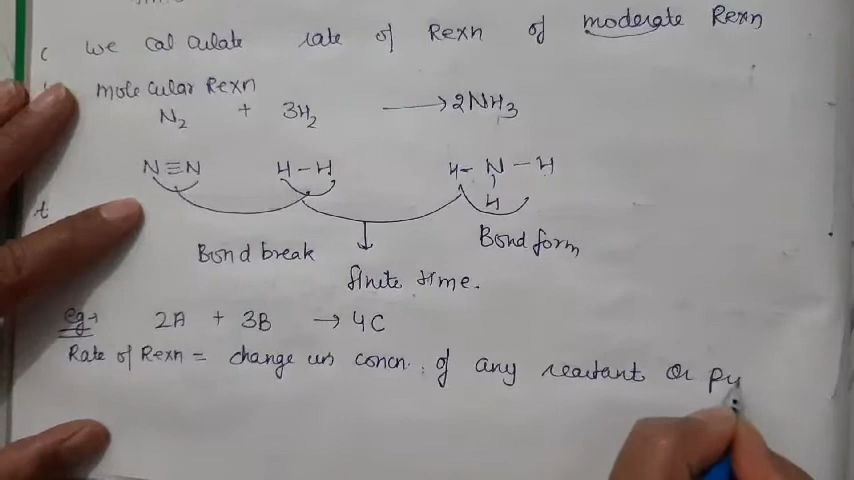 c we calculate rate of Rexn of moderate Rexn
molecular Rexn
N2 + 3H2 → 2NH3
N≡N H–H H–N–H
H
t
Bond break Bond form
finite time.
eg→ 2A + 3B → 4C
Rate of Rexn = change in concn. of any reactant or pr